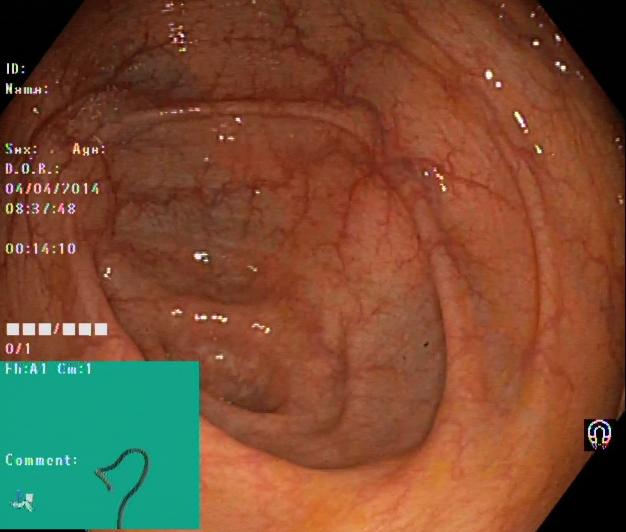 ID:
Name:
Sex: Age:
D.O.B.:
04/04/2014
08:37:48
00:14:10
■■■/■■■
0/1
Eh:A1 Cm:1
Comment: